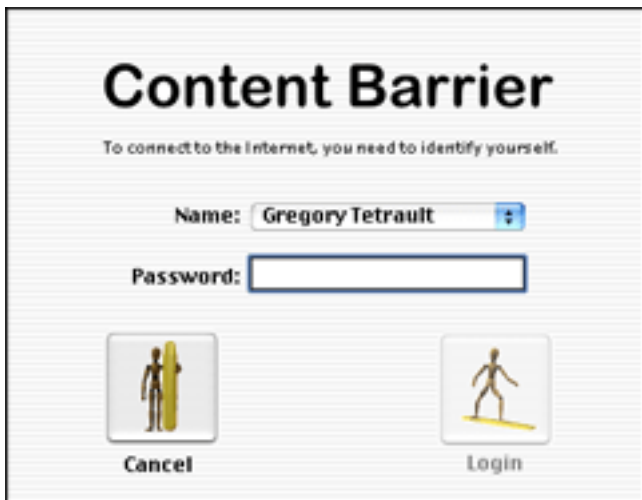 Content Barrier
To connect to the Internet, you need to identify yourself.
Name: Gregory Tetrault
Password:
Cancel Login